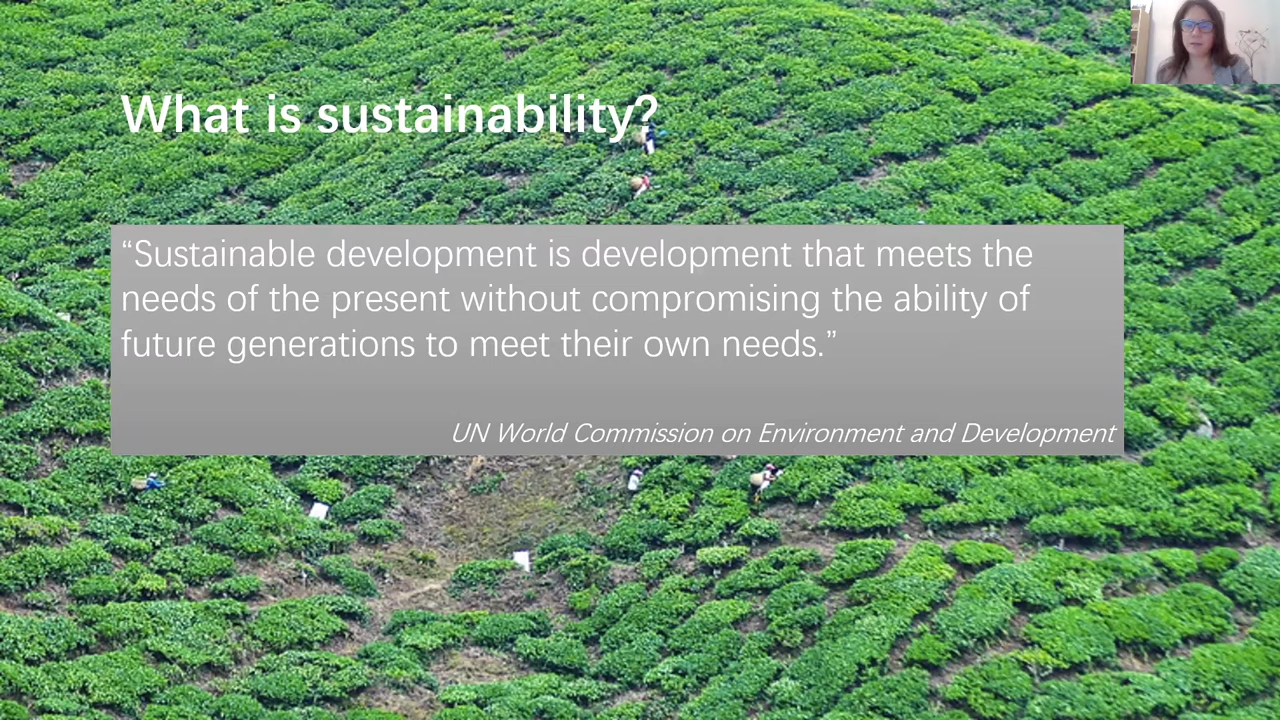 What is sustainability?
“Sustainable development is development that meets the
needs of the present without compromising the ability of
future generations to meet their own needs.”
UN World Commission on Environment and Development